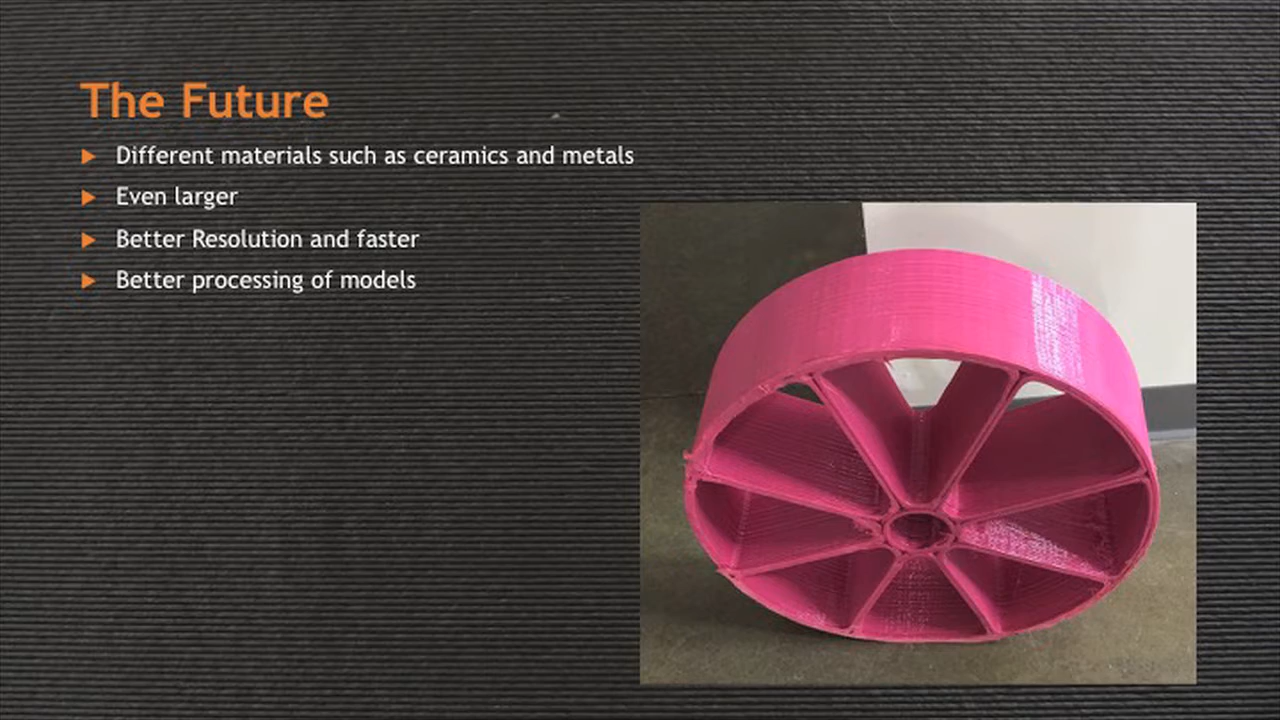 The Future
Different materials such as ceramics and metals
Even larger
Better Resolution and faster
Better processing of models